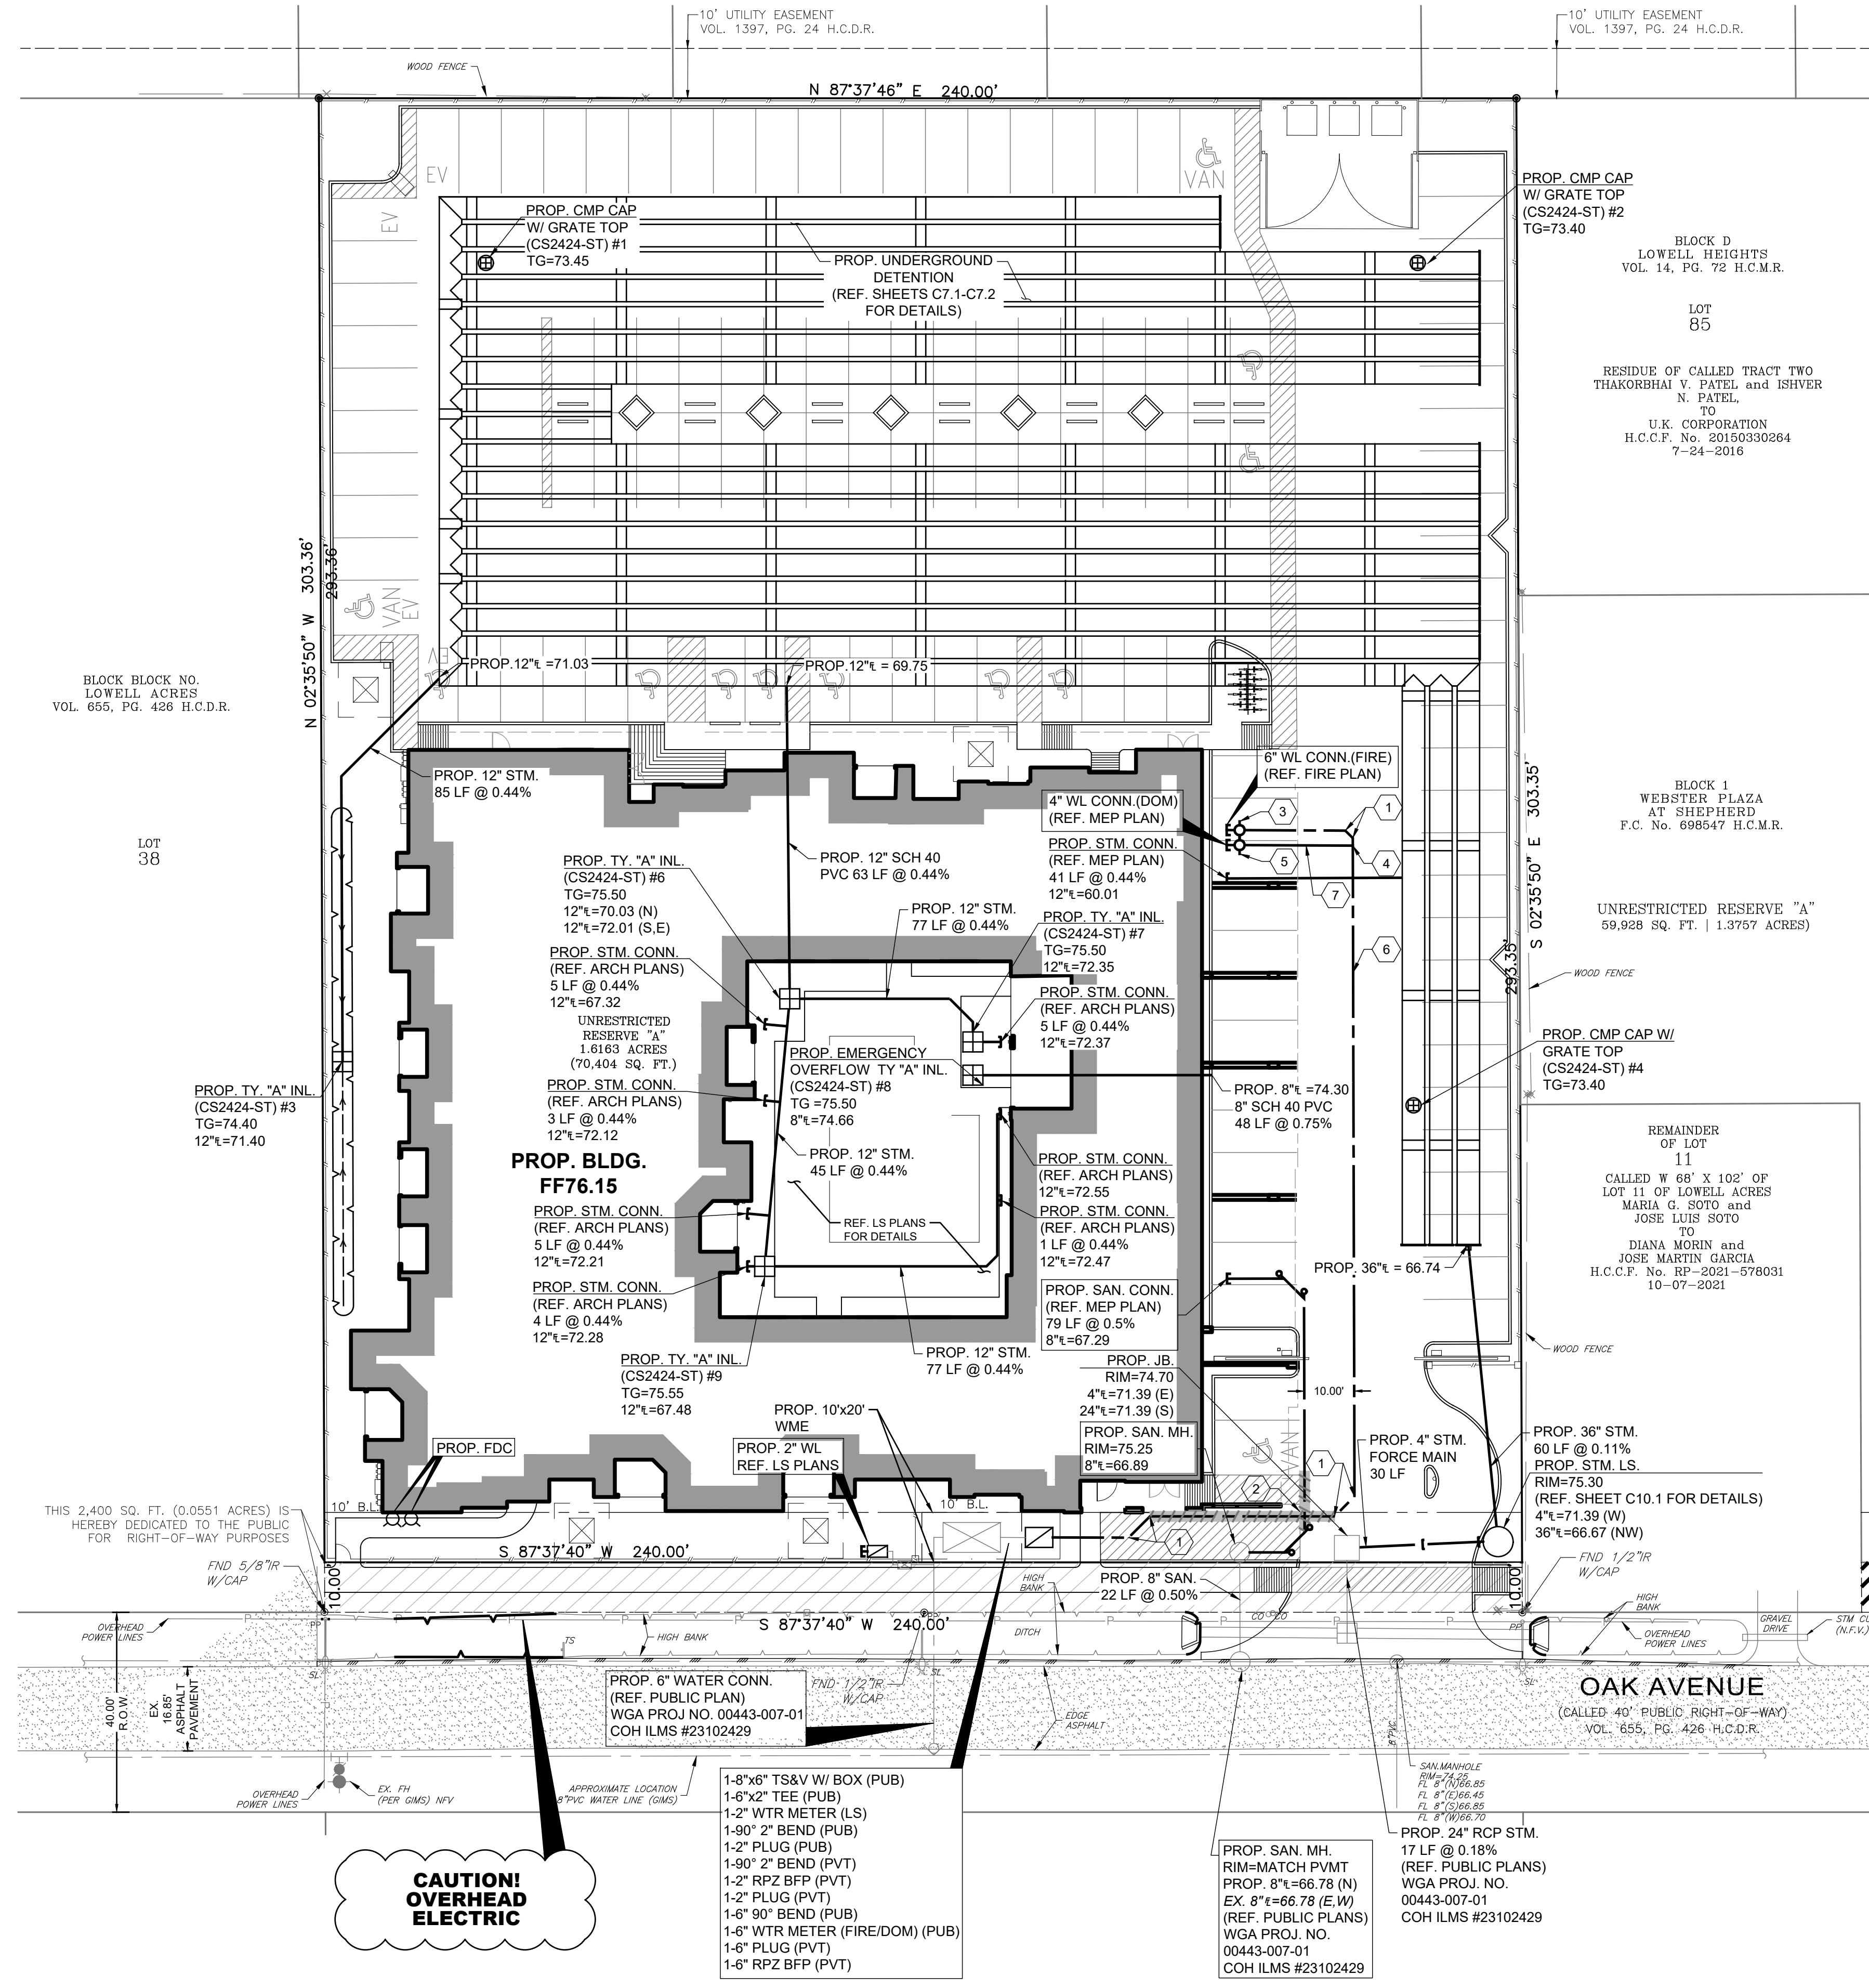 10' UTILITY EASEMENT
VOL. 1397, PG. 24 H.C.D.R.
10' UTILITY EASEMENT
VOL. 1397, PG. 24 H.C.D.R.
WOOD FENCE
N 87°37'46" E 240.00'
EV
EV
VAN
PROP. CMP CAP
W/ GRATE TOP
(CS2424-ST) #1
TG=73.45
PROP. UNDERGROUND
DETENTION
(REF. SHEETS C7.1-C7.2
FOR DETAILS)
PROP. CMP CAP
W/ GRATE TOP
(CS2424-ST) #2
TG=73.40
BLOCK D
LOWELL HEIGHTS
VOL. 14, PG. 72 H.C.M.R.
LOT
85
RESIDUE OF CALLED TRACT TWO
THAKORBHAI V. PATEL and ISHVER
N. PATEL,
TO
U.K. CORPORATION
H.C.C.F. No. 20150330264
7-24-2016
N 02°35'50" W 303.36'
293.36'
VAN
EV
EV
PROP.12"℄ =71.03
PROP.12"℄ = 69.75
BLOCK BLOCK NO.
LOWELL ACRES
VOL. 655, PG. 426 H.C.D.R.
LOT
38
PROP. 12" STM.
85 LF @ 0.44%
6" WL CONN.(FIRE)
(REF. FIRE PLAN)
4" WL CONN.(DOM)
(REF. MEP PLAN)
3
1
5
4
7
6
PROP. STM. CONN.
(REF. MEP PLAN)
41 LF @ 0.44%
12"℄=60.01
PROP. 12" SCH 40
PVC 63 LF @ 0.44%
PROP. TY. "A" INL.
(CS2424-ST) #6
TG=75.50
12"℄=70.03 (N)
12"℄=72.01 (S,E)
PROP. 12" STM.
77 LF @ 0.44%
PROP. TY. "A" INL.
(CS2424-ST) #7
TG=75.50
12"℄=72.35
PROP. STM. CONN.
(REF. ARCH PLANS)
5 LF @ 0.44%
12"℄=67.32
UNRESTRICTED
RESERVE "A"
1.6163 ACRES
(70,404 SQ. FT.)
PROP. STM. CONN.
(REF. ARCH PLANS)
5 LF @ 0.44%
12"℄=72.37
PROP. EMERGENCY
OVERFLOW TY "A" INL.
(CS2424-ST) #8
TG =75.50
8"℄=74.66
PROP. STM. CONN.
(REF. ARCH PLANS)
3 LF @ 0.44%
12"℄=72.12
PROP. 8"℄ =74.30
8" SCH 40 PVC
48 LF @ 0.75%
BLOCK 1
WEBSTER PLAZA
AT SHEPHERD
F.C. No. 698547 H.C.M.R.
UNRESTRICTED RESERVE "A"
59,928 SQ. FT. | 1.3757 ACRES)
S 02°35'50" E 303.35'
293.35'
WOOD FENCE
PROP. CMP CAP W/
GRATE TOP
(CS2424-ST) #4
TG=73.40
PROP. TY. "A" INL.
(CS2424-ST) #3
TG=74.40
12"℄=71.40
PROP. BLDG.
FF76.15
PROP. 12" STM.
45 LF @ 0.44%
PROP. STM. CONN.
(REF. ARCH PLANS)
12"℄=72.55
PROP. STM. CONN.
(REF. ARCH PLANS)
5 LF @ 0.44%
12"℄=72.21
REF. LS PLANS
FOR DETAILS
PROP. STM. CONN.
(REF. ARCH PLANS)
1 LF @ 0.44%
12"℄=72.47
REMAINDER
OF LOT
11
CALLED W 68' X 102' OF
LOT 11 OF LOWELL ACRES
MARIA G. SOTO and
JOSE LUIS SOTO
TO
DIANA MORIN and
JOSE MARTIN GARCIA
H.C.C.F. No. RP-2021-578031
10-07-2021
PROP. 36"℄ = 66.74
PROP. STM. CONN.
(REF. ARCH PLANS)
4 LF @ 0.44%
12"℄=72.28
PROP. SAN. CONN.
(REF. MEP PLAN)
79 LF @ 0.5%
8"℄=67.29
PROP. 12" STM.
77 LF @ 0.44%
WOOD FENCE
PROP. TY. "A" INL.
(CS2424-ST) #9
TG=75.55
12"℄=67.48
PROP. JB.
RIM=74.70
4"℄=71.39 (E)
24"℄=71.39 (S)
10.00'
PROP. 10'x20'
WME
PROP. SAN. MH.
RIM=75.25
8"℄=66.89
VAN
PROP. 4" STM.
FORCE MAIN
30 LF
PROP. 36" STM.
60 LF @ 0.11%
PROP. STM. LS.
RIM=75.30
(REF. SHEET C10.1 FOR DETAILS)
4"℄=71.39 (W)
36"℄=66.67 (NW)
PROP. FDC
PROP. 2" WL
REF. LS PLANS
1
2
1
10' B.L.
10' B.L.
THIS 2,400 SQ. FT. (0.0551 ACRES) IS
HEREBY DEDICATED TO THE PUBLIC
FOR RIGHT-OF-WAY PURPOSES
S 87°37'40" W 240.00'
FND 5/8"IR
W/CAP
FND 1/2"IR
W/CAP
10.00'
10.00'
HIGH
BANK
PROP. 8" SAN.
22 LF @ 0.50%
OVERHEAD
POWER LINES
PP
HIGH BANK
TS
S 87°37'40" W 240.00'
PP
DITCH
CO CO
PP
HIGH
BANK
OVERHEAD
POWER LINES
GRAVEL
DRIVE
STM CU
(N.F.V.)
SL
SL
SL
40.00'
R.O.W.
EX.
16.85'
ASPHALT
PAVEMENT
PROP. 6" WATER CONN.
(REF. PUBLIC PLAN)
WGA PROJ NO. 00443-007-01
COH ILMS #23102429
FND 1/2"IR
W/CAP
EDGE
ASPHALT
8"PVC
OAK AVENUE
(CALLED 40' PUBLIC RIGHT-OF-WAY)
VOL. 655, PG. 426 H.C.D.R.
OVERHEAD
POWER LINES
EX. FH
(PER GIMS) NFV
APPROXIMATE LOCATION
8"PVC WATER LINE (GIMS)
SAN.MANHOLE
RIM=74.25
FL 8"(N)66.85
FL 8"(E)66.45
FL 8"(S)66.85
FL 8"(W)66.70
1-8"x6" TS&V W/ BOX (PUB)
1-6"x2" TEE (PUB)
1-2" WTR METER (LS)
1-90° 2" BEND (PUB)
1-2" PLUG (PUB)
1-90° 2" BEND (PVT)
1-2" RPZ BFP (PVT)
1-2" PLUG (PVT)
1-6" 90° BEND (PUB)
1-6" WTR METER (FIRE/DOM) (PUB)
1-6" PLUG (PVT)
1-6" RPZ BFP (PVT)
CAUTION!
OVERHEAD
ELECTRIC
PROP. SAN. MH.
RIM=MATCH PVMT
PROP. 8"℄=66.78 (N)
EX. 8"℄=66.78 (E,W)
(REF. PUBLIC PLANS)
WGA PROJ. NO.
00443-007-01
COH ILMS #23102429
PROP. 24" RCP STM.
17 LF @ 0.18%
(REF. PUBLIC PLANS)
WGA PROJ. NO.
00443-007-01
COH ILMS #23102429